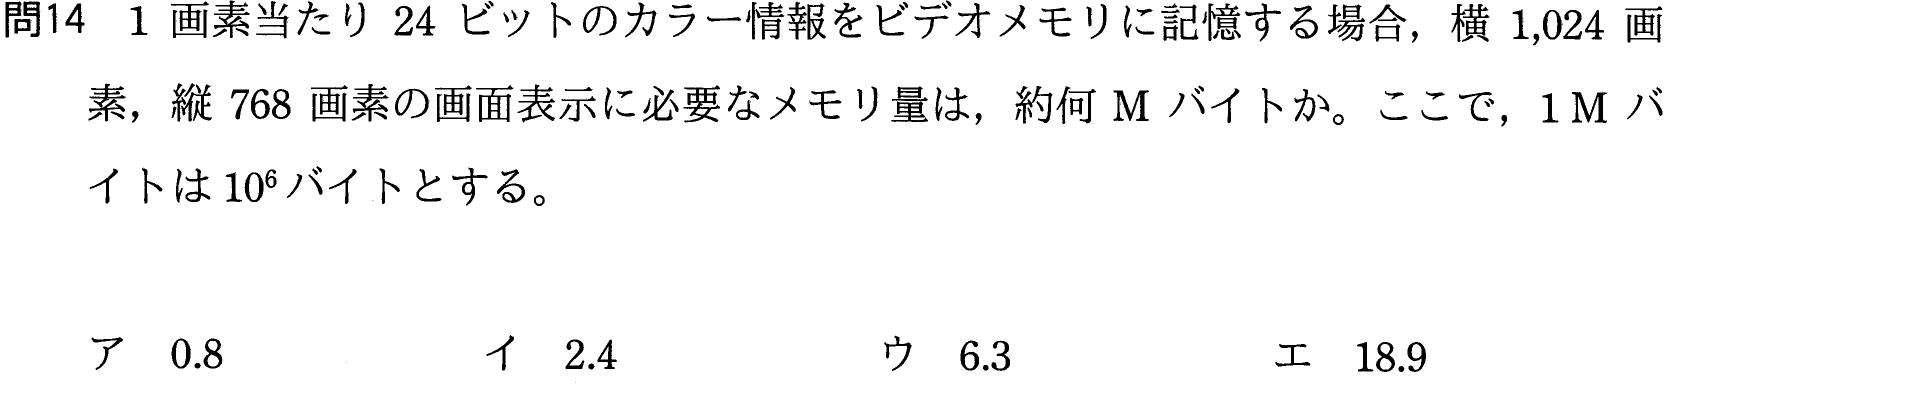 問14 1 画素当たり 24 ビットのカラー情報をビデオメモリに記憶する場合，横 1,024 画
素，縦 768 画素の画面表示に必要なメモリ量は，約何 M バイトか。ここで，1 M バ
イトは 10⁶ バイトとする。
ア 0.8 イ 2.4 ウ 6.3 エ 18.9